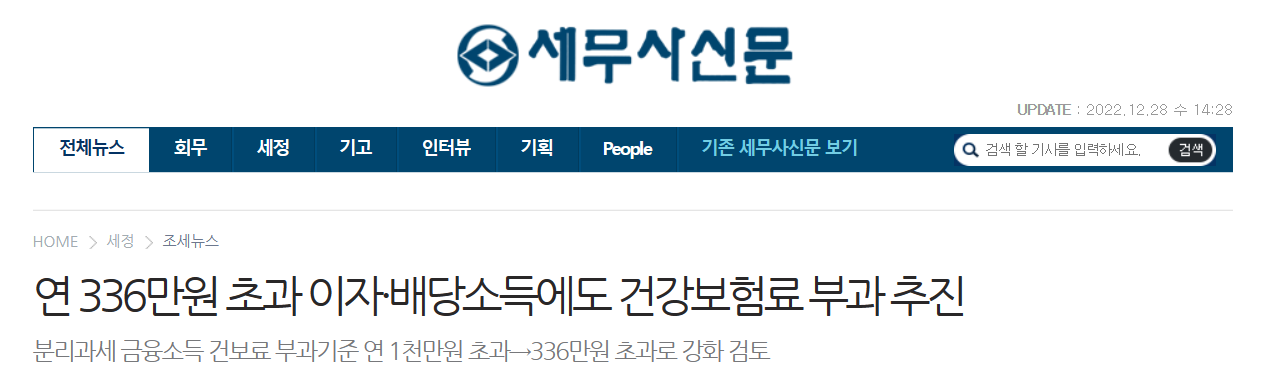 세무사신문
UPDATE : 2022.12.28 수 14:28
전체뉴스 회무 세정 기고 인터뷰 기획 People 기존 세무사신문 보기 검색 할 기사를 입력하세요. 검색
HOME > 세정 > 조세뉴스
연 336만원 초과 이자·배당소득에도 건강보험료 부과 추진
분리과세 금융소득 건보료 부과기준 연 1천만원 초과→336만원 초과로 강화 검토